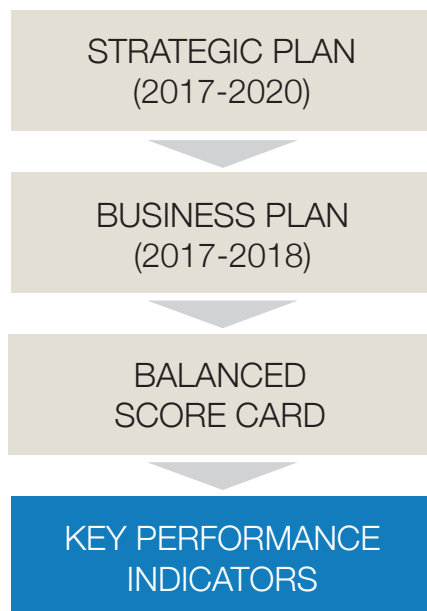 STRATEGIC PLAN
(2017-2020)
BUSINESS PLAN
(2017-2018)
BALANCED
SCORE CARD
KEY PERFORMANCE
INDICATORS